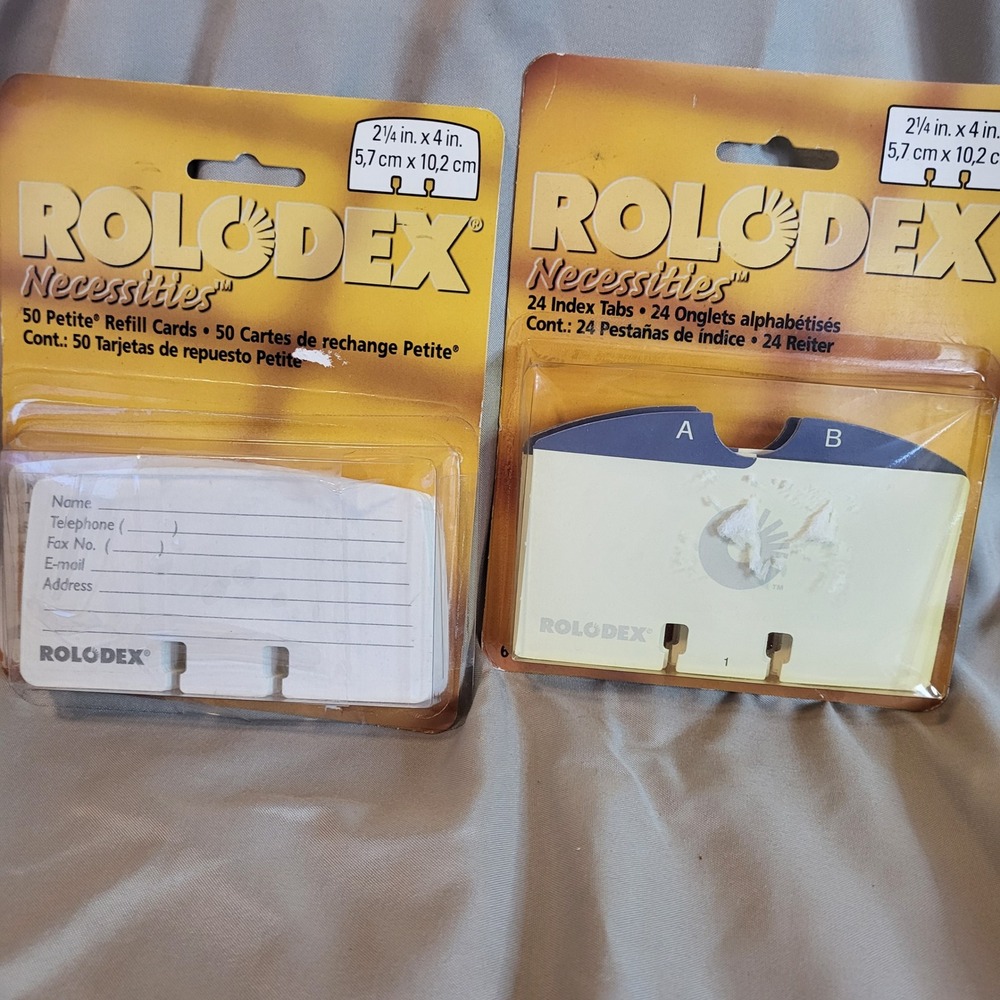 2¼ in. x 4 in.
5,7 cm x 10,2 cm
ROLODEX®
Necessities™
50 Petite® Refill Cards • 50 Cartes de rechange Petite®
Cont.: 50 Tarjetas de repuesto Petite
Name
Telephone ( )
Fax No. ( )
E-mail
Address
ROLODEX®
2¼ in. x 4 in.
5,7 cm x 10,2 c
ROLODEX
Necessities™
24 Index Tabs • 24 Onglets alphabétisés
Cont.: 24 Pestañas de índice • 24 Reiter
A
B
TM
ROLODEX®
1
6